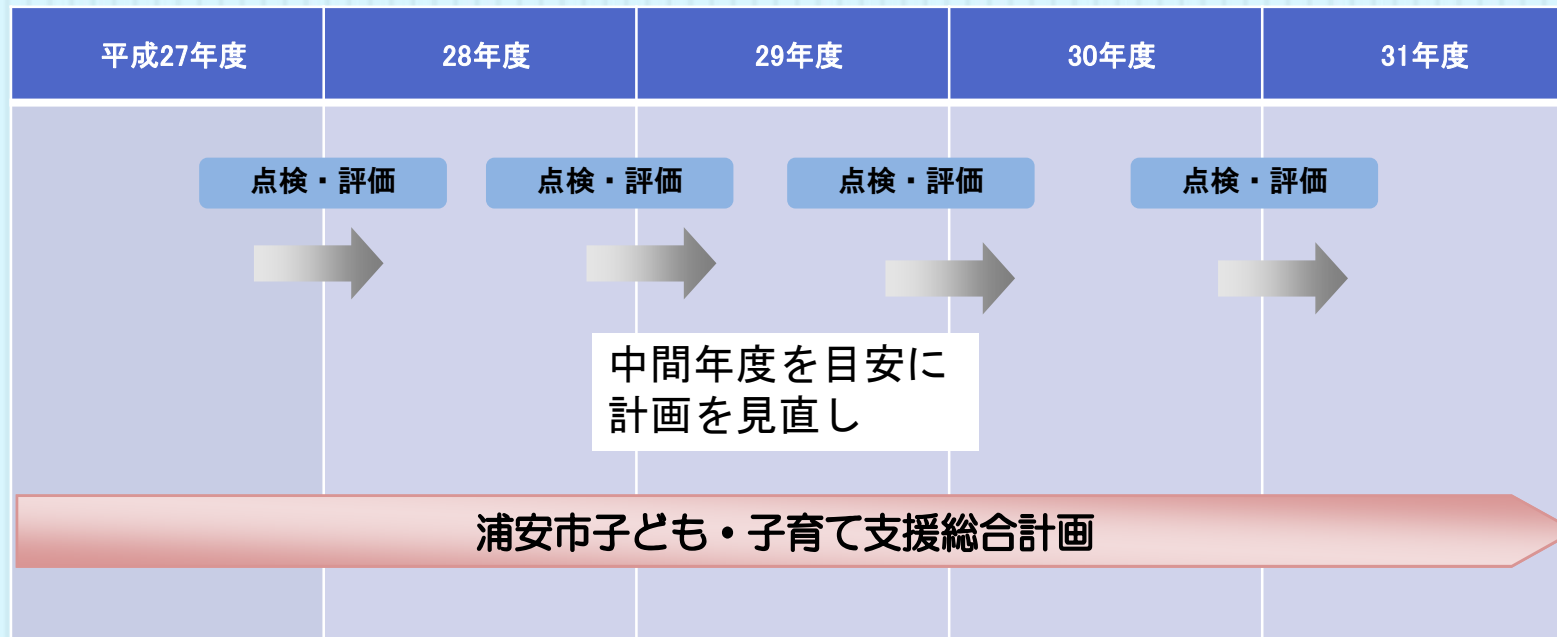 平成27年度
28年度
29年度
30年度
31年度
点検・評価
点検・評価
点検・評価
点検・評価
中間年度を目安に
計画を見直し
浦安市子ども・子育て支援総合計画